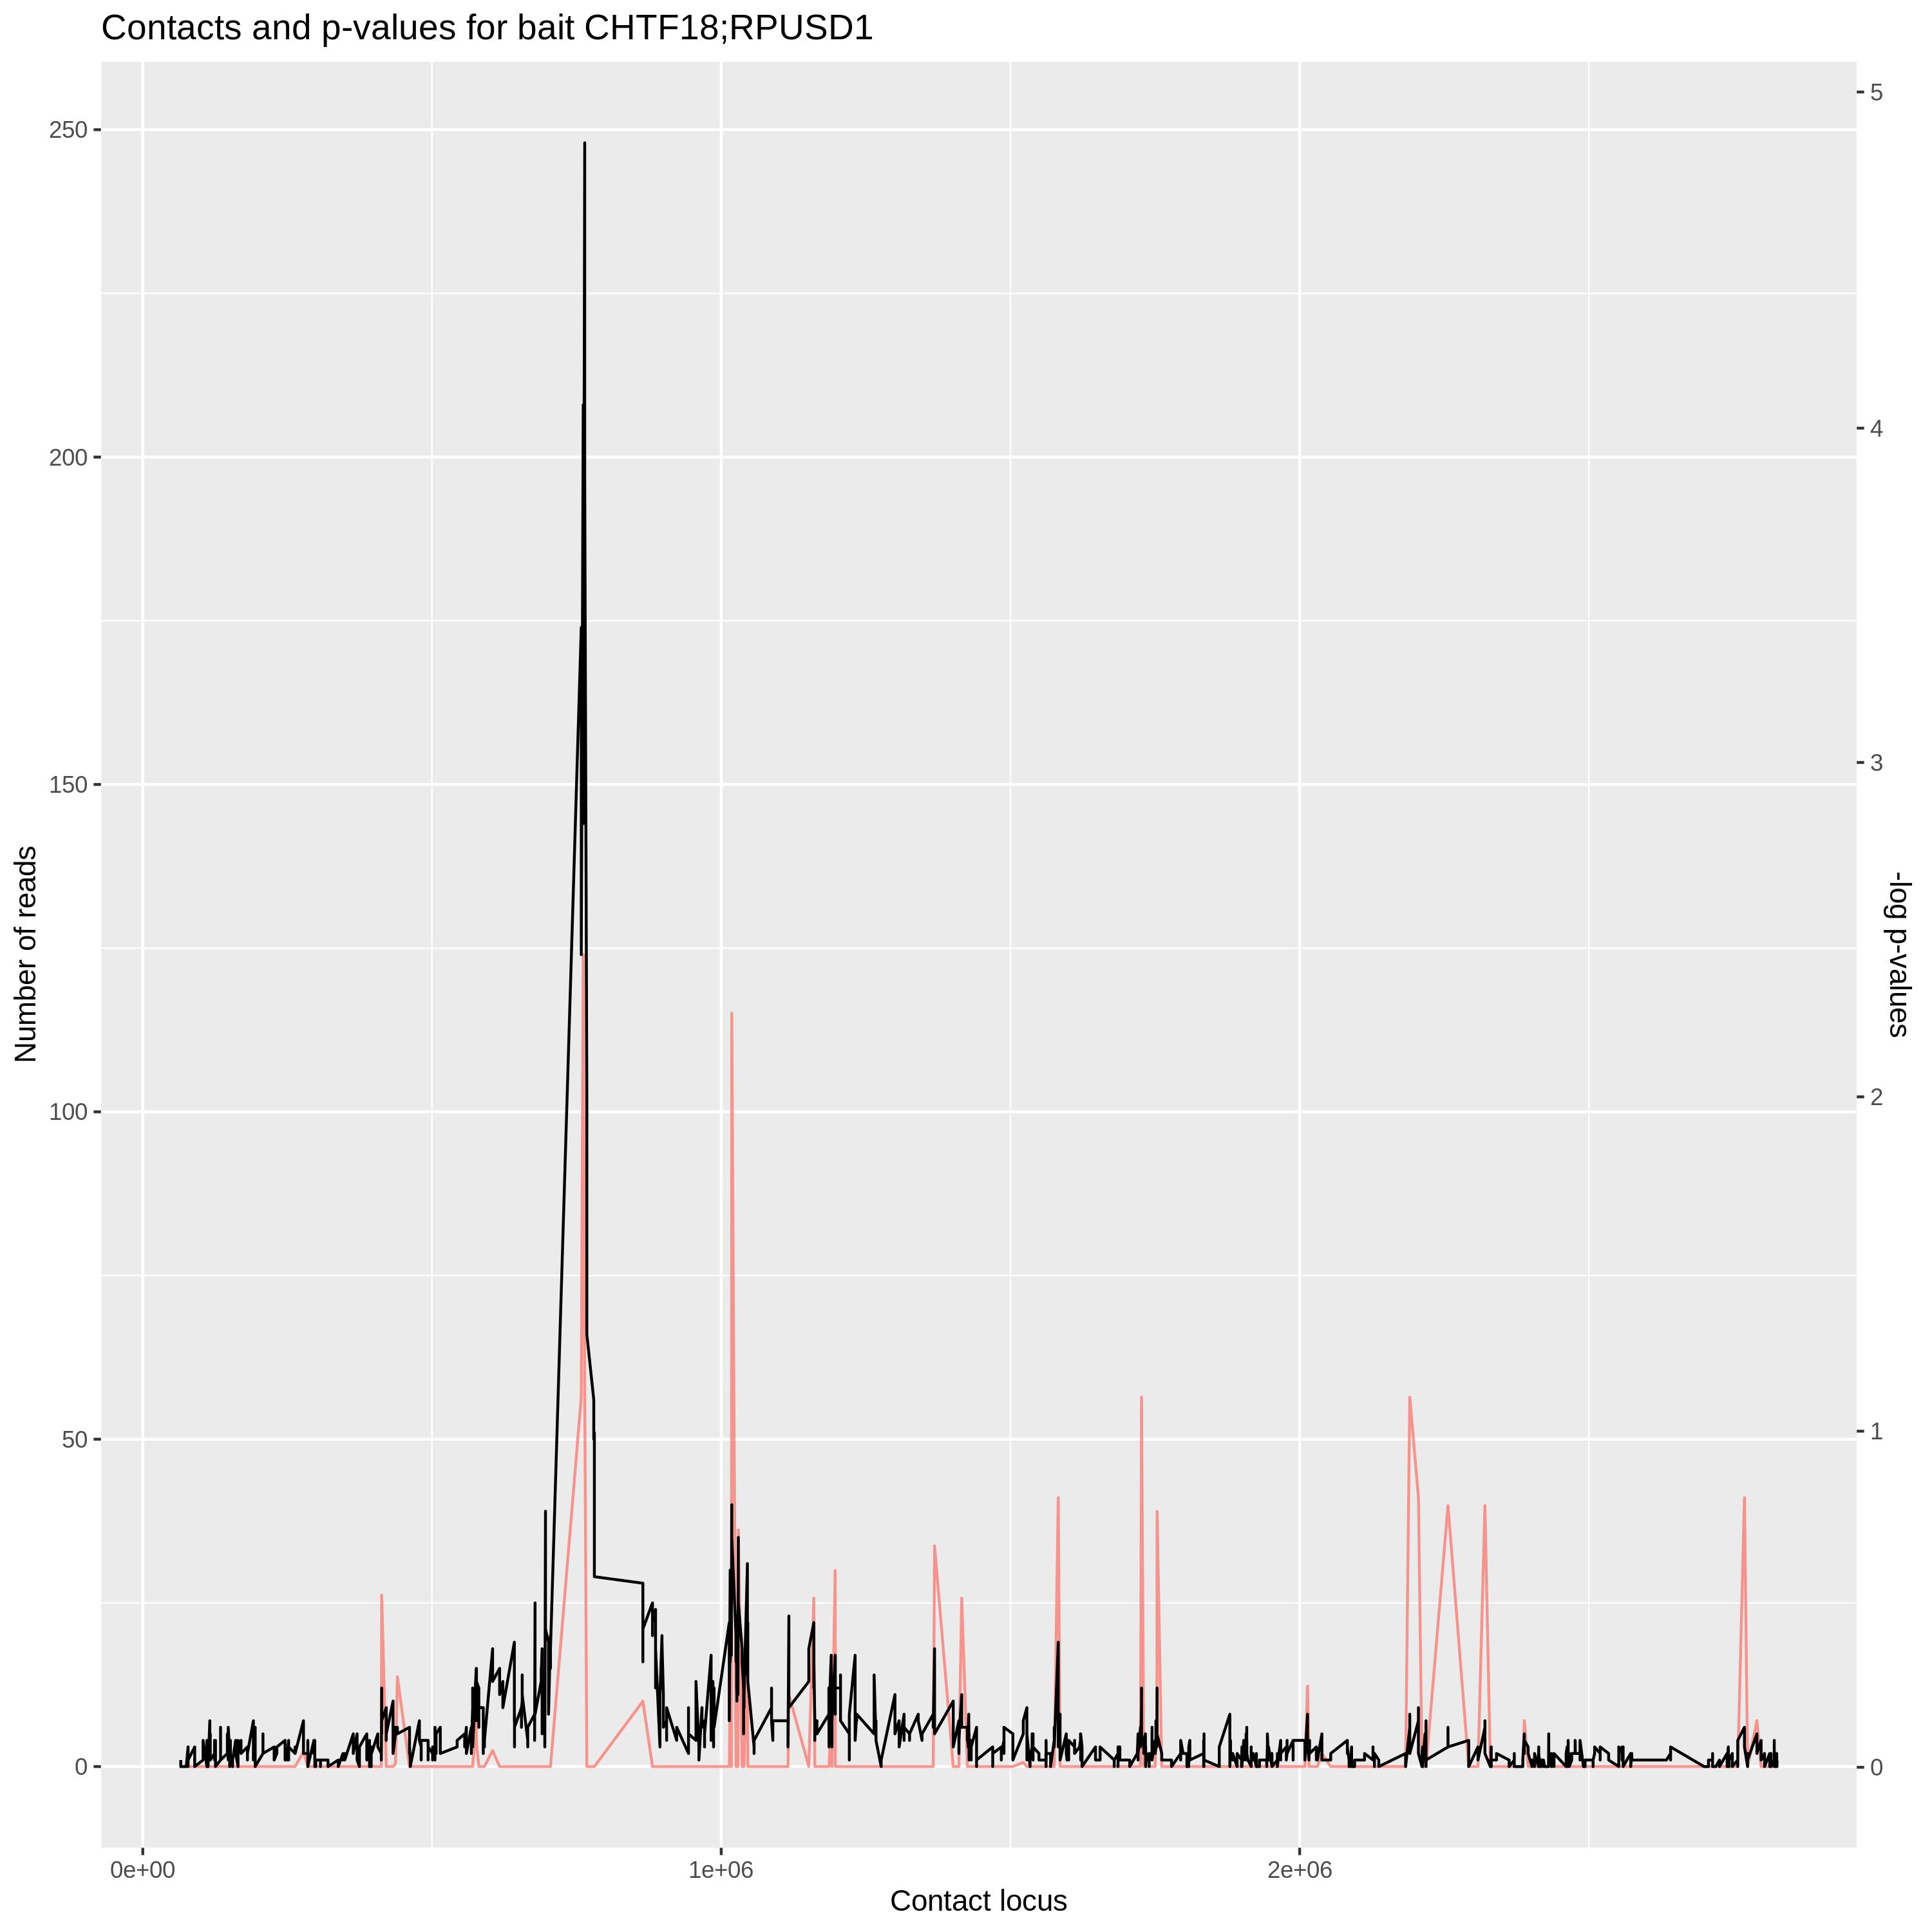 Contacts and p-values for bait CHTF18;RPUSD1
250
200
150
100
50
0
Number of reads
5
4
3
2
1
0
-log p-values
0e+00
1e+06
2e+06
Contact locus